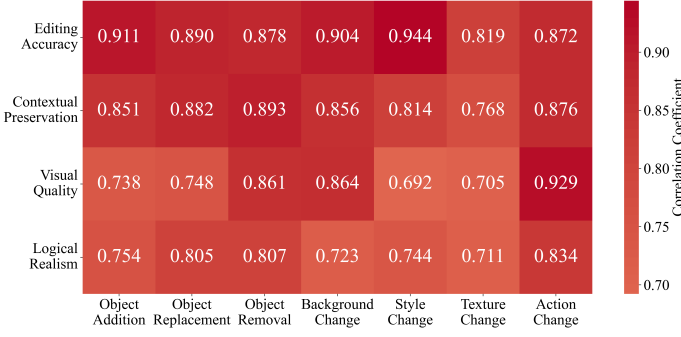 Editing
Accuracy
0.911 0.890 0.878 0.904 0.944 0.819 0.872
Contextual
Preservation
0.851 0.882 0.893 0.856 0.814 0.768 0.876
Visual
Quality
0.738 0.748 0.861 0.864 0.692 0.705 0.929
Logical
Realism
0.754 0.805 0.807 0.723 0.744 0.711 0.834
Object Object Object Background Style Texture Action
Addition Replacement Removal Change Change Change Change
0.90
0.85
0.80
0.75
0.70
Correlation Coefficient